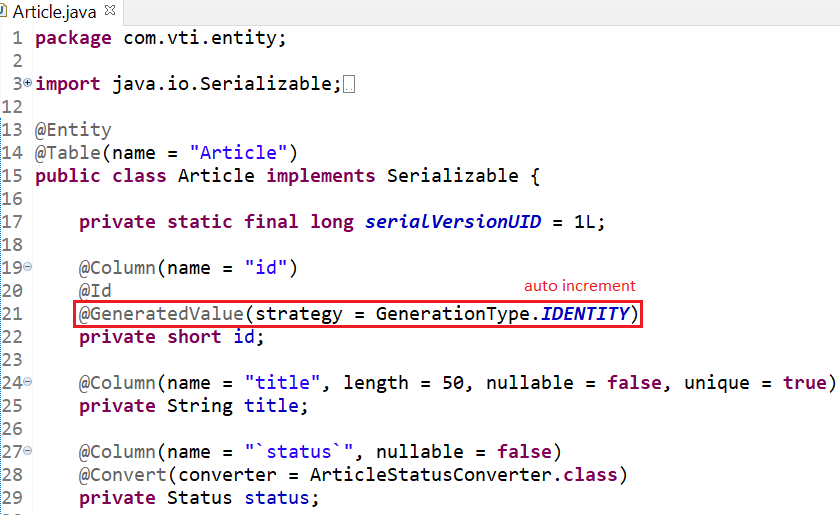 Article.java
1 package com.vti.entity;
2
3 import java.io.Serializable;
12
13 @Entity
14 @Table(name = "Article")
15 public class Article implements Serializable {
16
17 private static final long serialVersionUID = 1L;
18
19 @Column(name = "id")
20 @Id
auto increment
21 @GeneratedValue(strategy = GenerationType.IDENTITY)
22 private short id;
23
24 @Column(name = "title", length = 50, nullable = false, unique = true)
25 private String title;
26
27 @Column(name = "`status`", nullable = false)
28 @Convert(converter = ArticleStatusConverter.class)
29 private Status status;